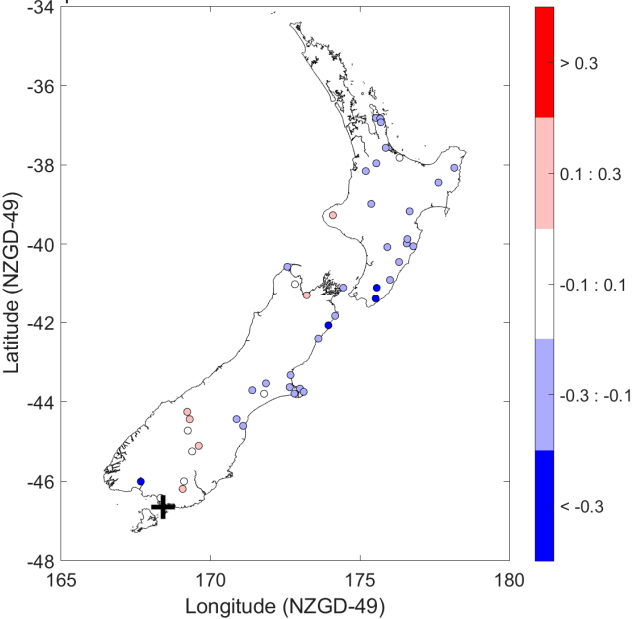 -34
-36
-38
-40
-42
-44
-46
-48
Latitude (NZGD-49)
165
170
175
180
Longitude (NZGD-49)
> 0.3
0.1 : 0.3
-0.1 : 0.1
-0.3 : -0.1
< -0.3